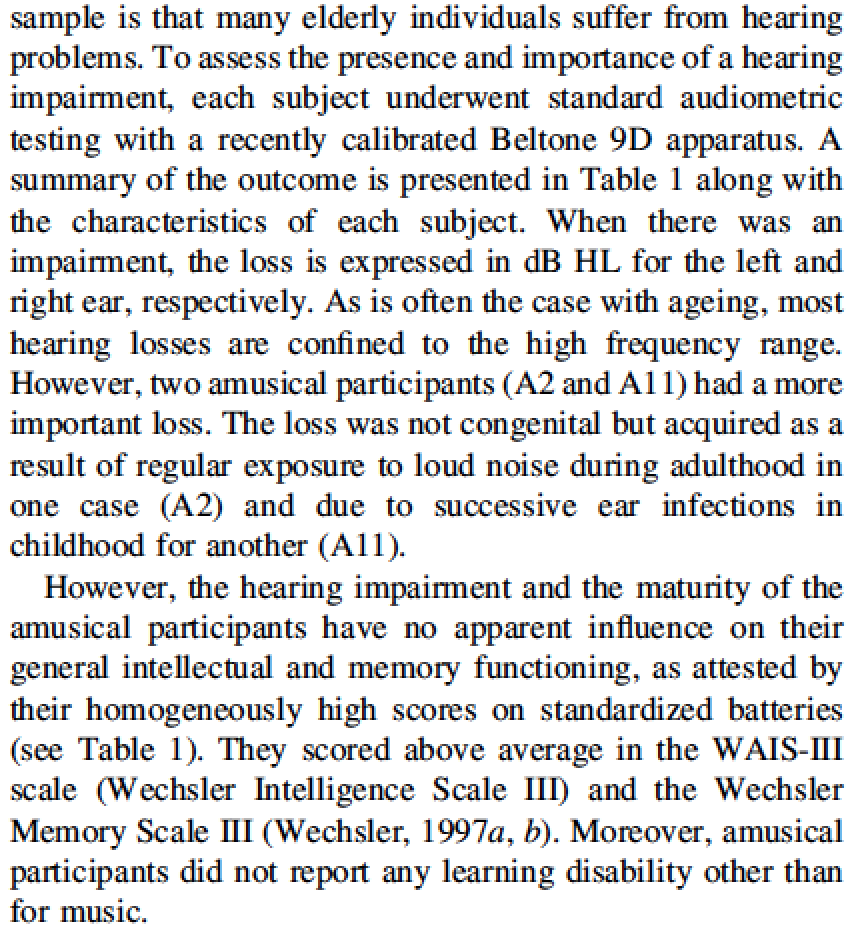 sample is that many elderly individuals suffer from hearing
problems. To assess the presence and importance of a hearing
impairment, each subject underwent standard audiometric
testing with a recently calibrated Beltone 9D apparatus. A
summary of the outcome is presented in Table 1 along with
the characteristics of each subject. When there was an
impairment, the loss is expressed in dB HL for the left and
right ear, respectively. As is often the case with ageing, most
hearing losses are confined to the high frequency range.
However, two amusical participants (A2 and A11) had a more
important loss. The loss was not congenital but acquired as a
result of regular exposure to loud noise during adulthood in
one case (A2) and due to successive ear infections in
childhood for another (A11).
However, the hearing impairment and the maturity of the
amusical participants have no apparent influence on their
general intellectual and memory functioning, as attested by
their homogeneously high scores on standardized batteries
(see Table 1). They scored above average in the WAIS-III
scale (Wechsler Intelligence Scale III) and the Wechsler
Memory Scale III (Wechsler, 1997a, b). Moreover, amusical
participants did not report any learning disability other than
for music.